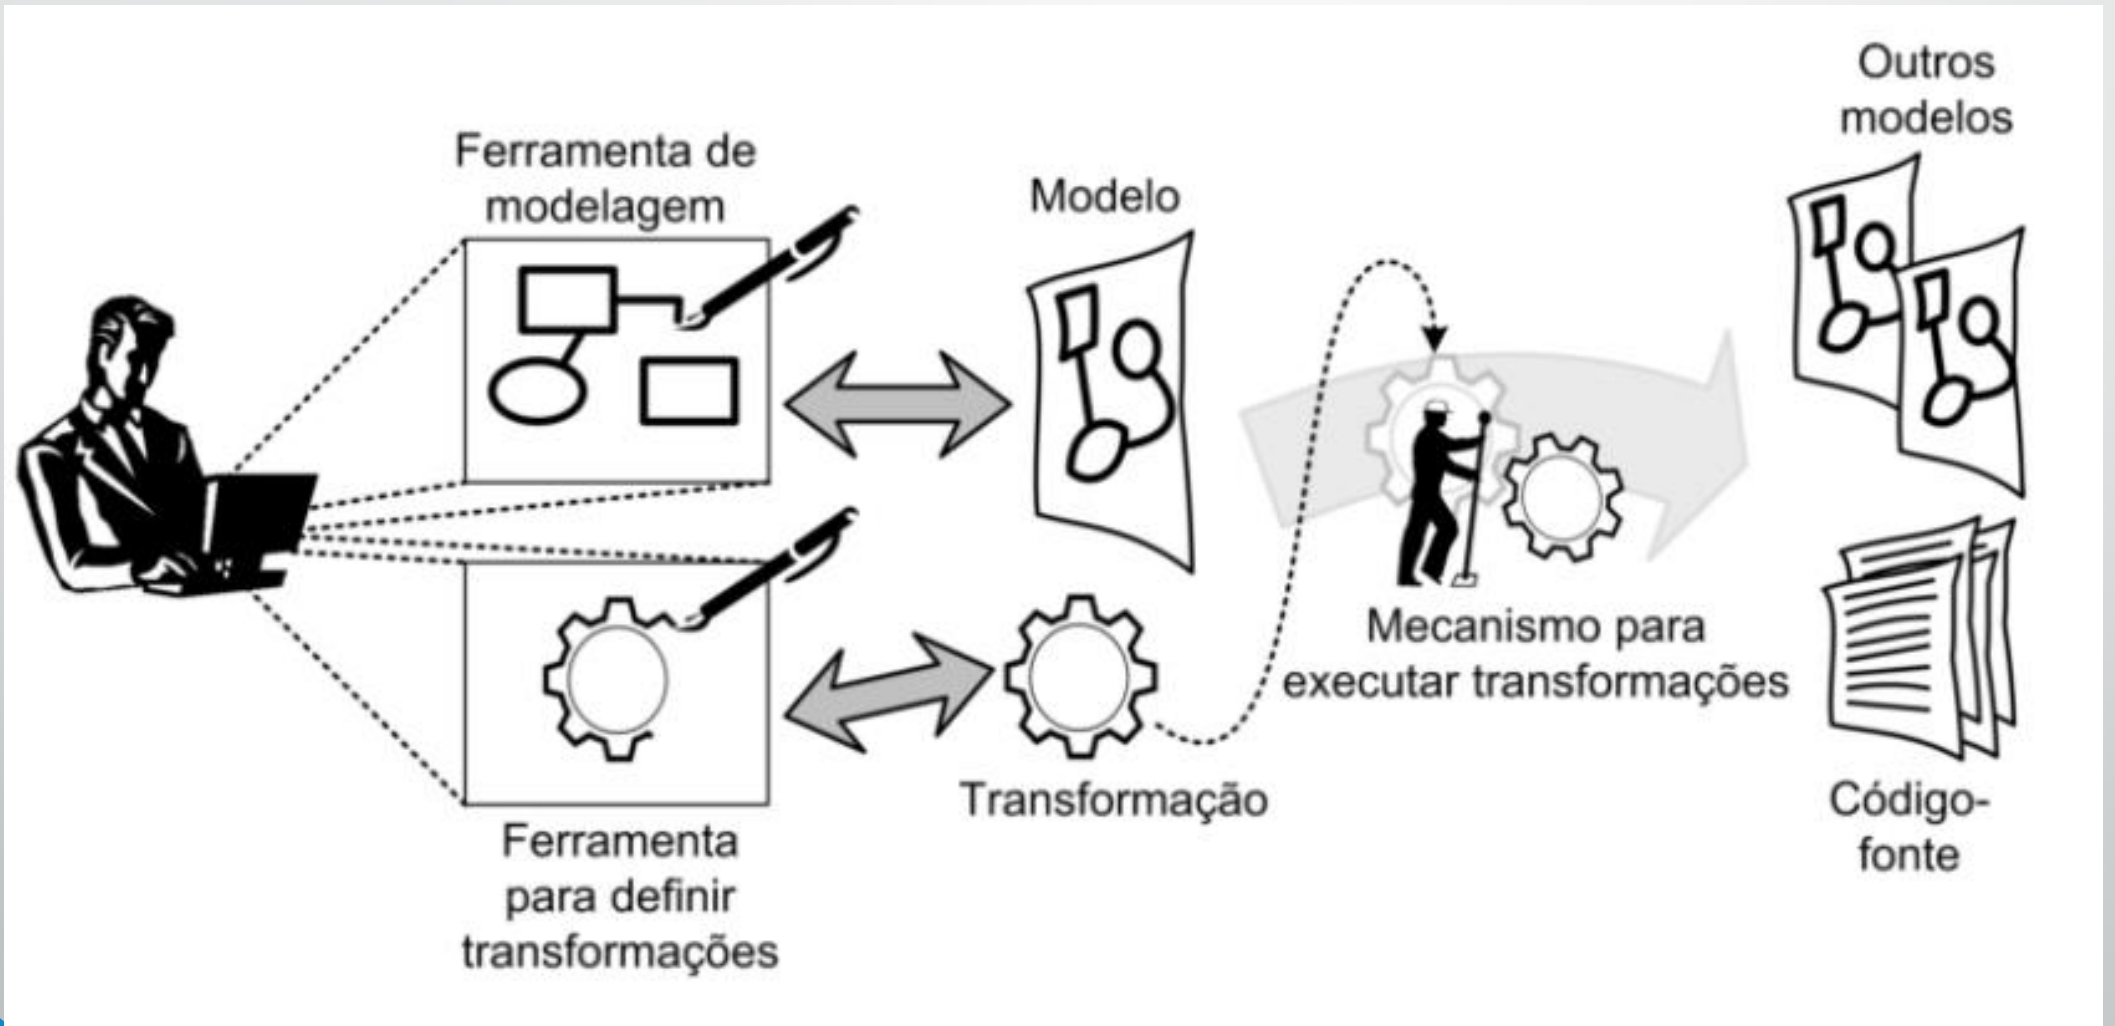 Ferramenta de
modelagem
Modelo
Outros
modelos
Mecanismo para
executar transformações
Transformação
Ferramenta
para definir
transformações
Código-
fonte